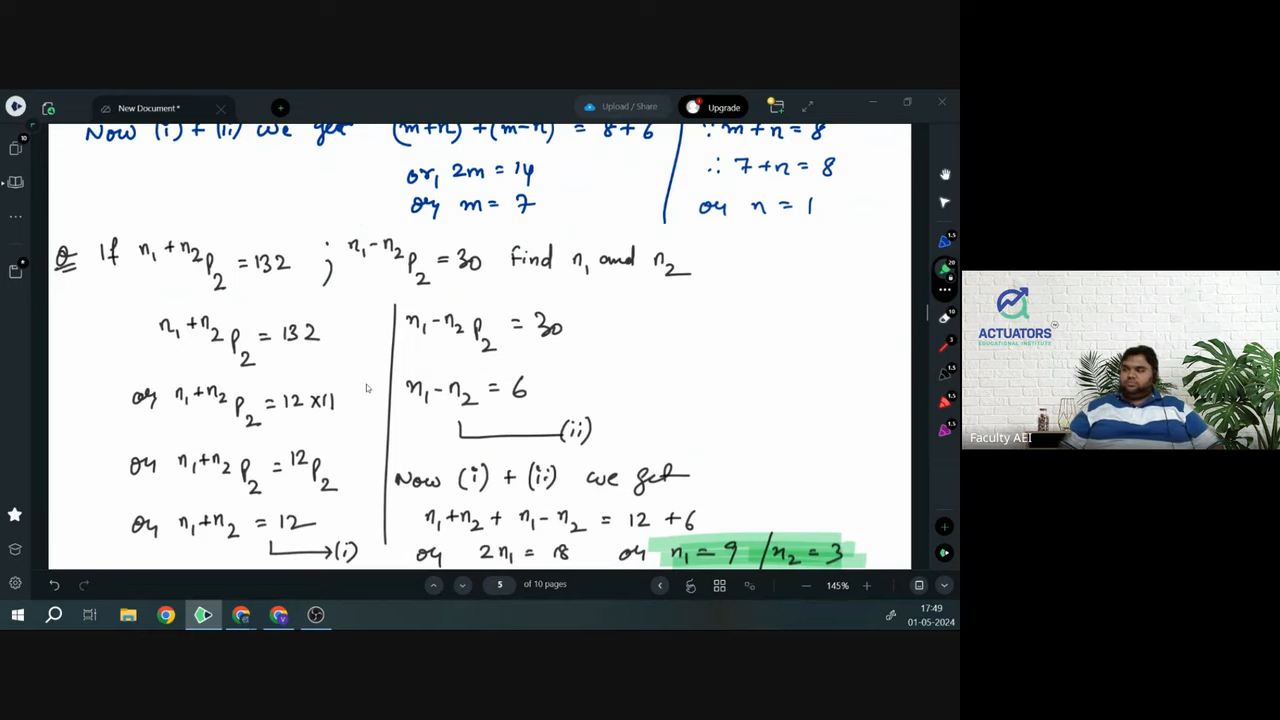 New Document*
Upload / Share
Upgrade
Now (i) + (ii) we get (m+n) + (m-n) = 8+6
or, 2m = 14
or m = 7
∵ m+n = 8
∴ 7+n = 8
or n = 1
Q If n₁+n₂P₂ = 132 ; n₁-n₂P₂ = 30 find n₁ and n₂
n₁+n₂P₂ = 132
or n₁+n₂P₂ = 12×11
or n₁+n₂P₂ = ¹²P₂
or n₁+n₂ = 12
(i)
n₁-n₂P₂ = 30
n₁-n₂ = 6
(ii)
Now (i) + (ii) we get
n₁+n₂ + n₁-n₂ = 12 +6
or 2n₁ = 18 or n₁ = 9 / n₂ = 3
5 of 10 pages
145%
17:49
01-05-2024
ACTUATORS
EDUCATIONAL INSTITUTE
Faculty AEI